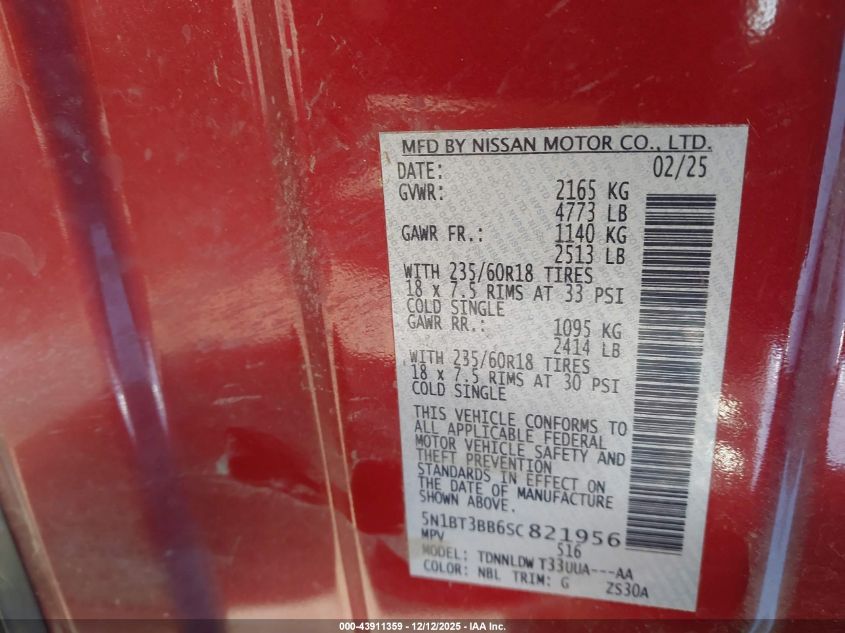 MFD BY NISSAN MOTOR CO., LTD.
DATE: 02/25
GVWR: 2165 KG
4773 LB
GAWR FR.: 1140 KG
2513 LB
WITH 235/60R18 TIRES
18 x 7.5 RIMS AT 33 PSI
COLD SINGLE
GAWR RR.: 1095 KG
2414 LB
WITH 235/60R18 TIRES
18 x 7.5 RIMS AT 30 PSI
COLD SINGLE
THIS VEHICLE CONFORMS TO
ALL APPLICABLE FEDERAL
MOTOR VEHICLE SAFETY AND
THEFT PREVENTION
STANDARDS IN EFFECT ON
THE DATE OF MANUFACTURE
SHOWN ABOVE.
5N1BT3BB6SC821956
MPV S16
MODEL: TDNNLDW T33UUA---AA
COLOR: NBL TRIM: G ZS30A
000-43911359 - 12/12/2025 - IAA Inc.